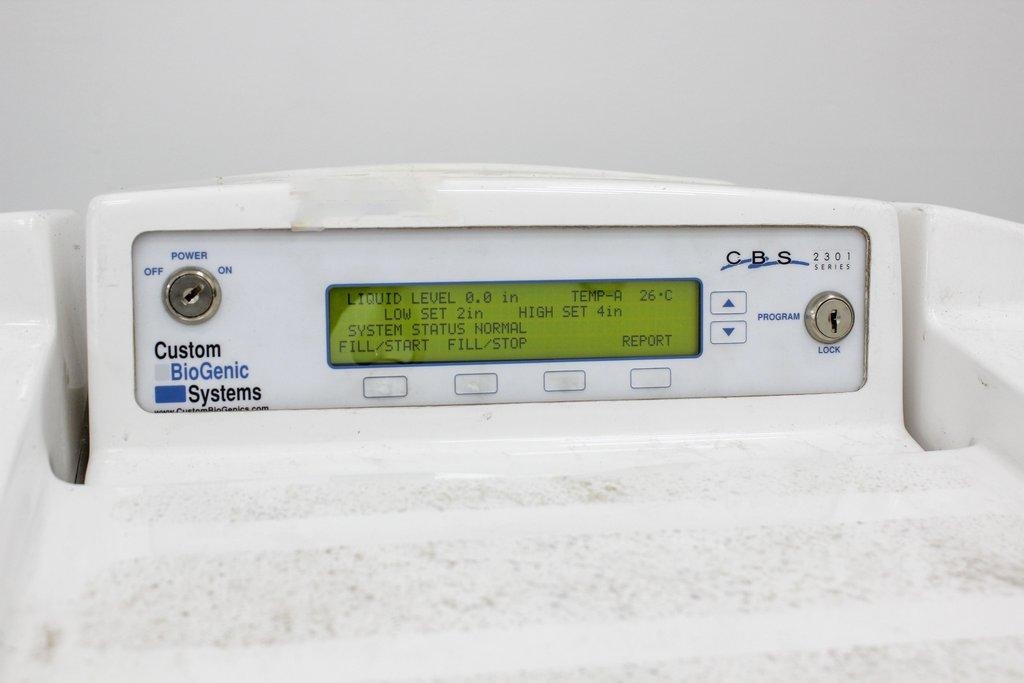 POWER
OFF ON
Custom
BioGenic
Systems
www.CustomBioGenics.com
LIQUID LEVEL 0.0 in TEMP-A 26°C
LOW SET 2in HIGH SET 4in
SYSTEM STATUS NORMAL
FILL/START FILL/STOP REPORT
CBS 2301
SERIES
PROGRAM
LOCK